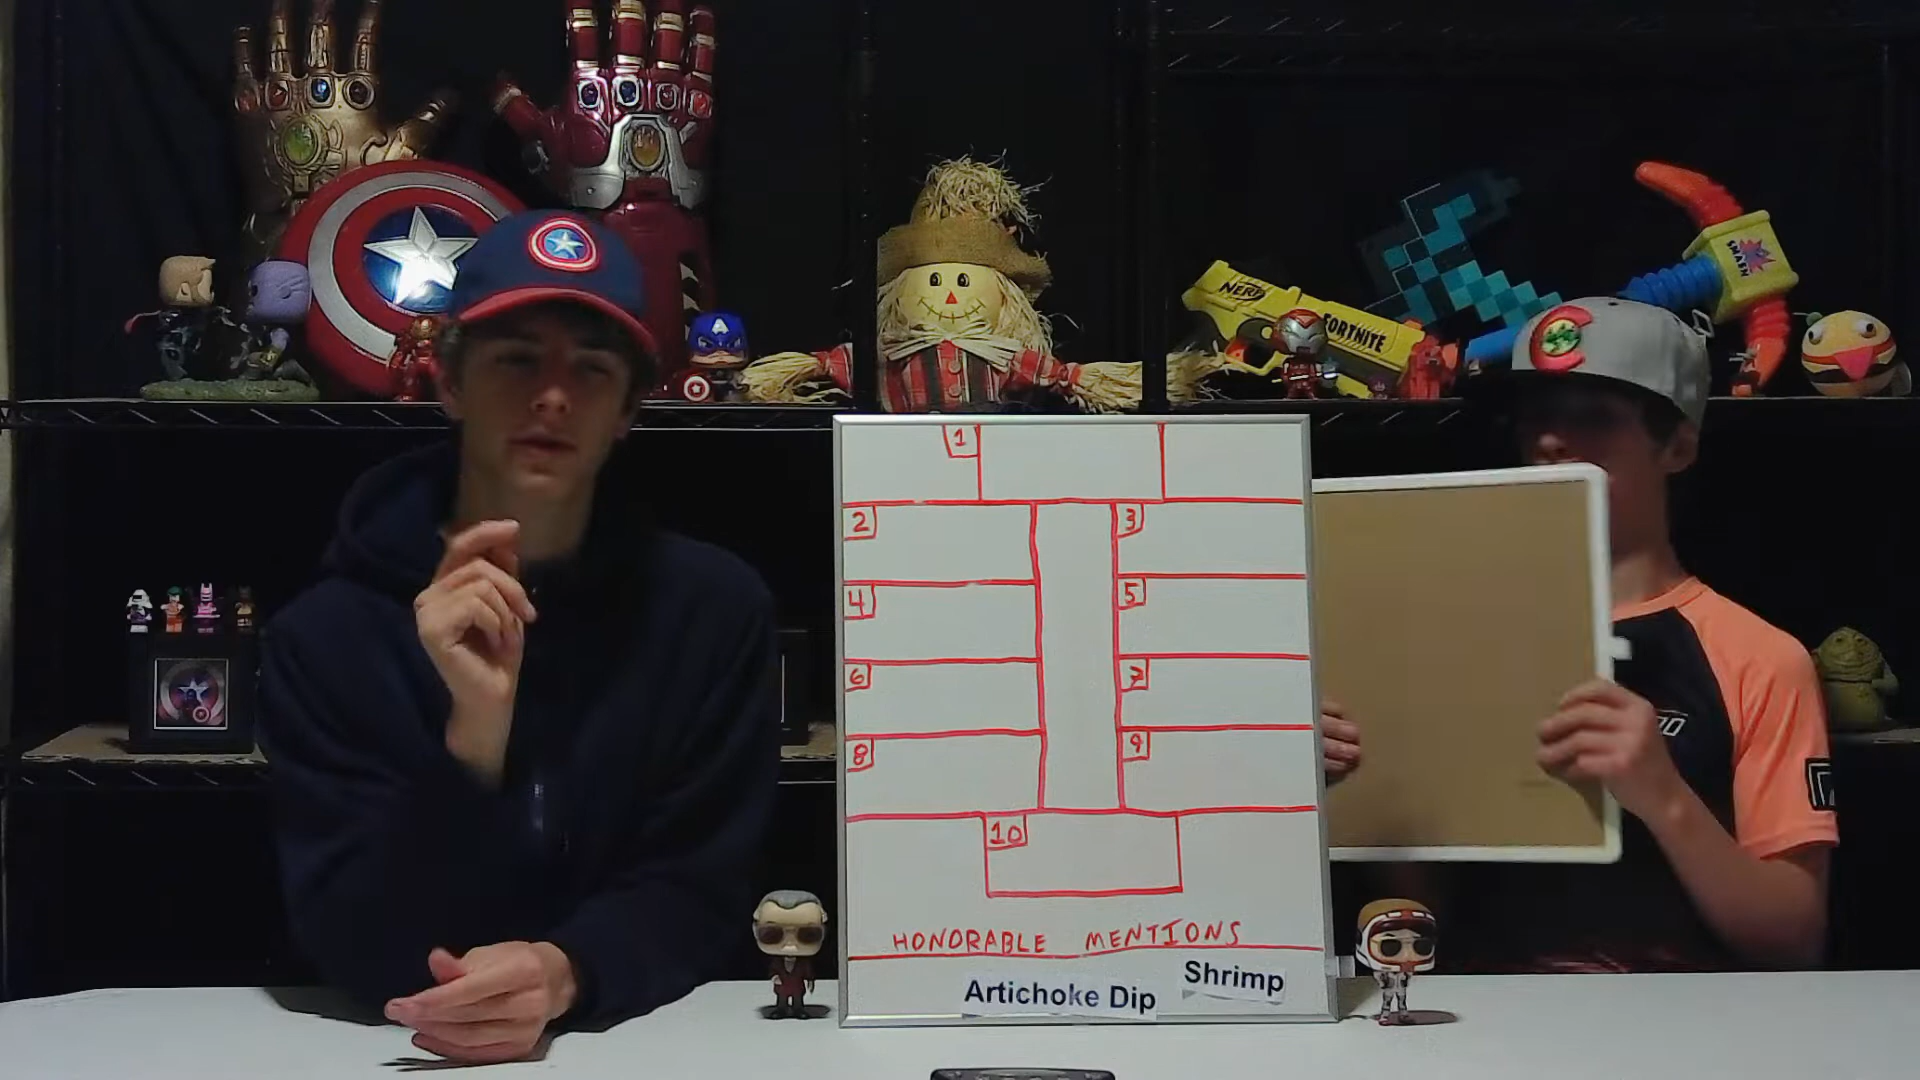 NERF
FORTNITE
SMASH
1
2
3
4
5
6
7
8
9
10
HONORABLE MENTIONS
Artichoke Dip
Shrimp